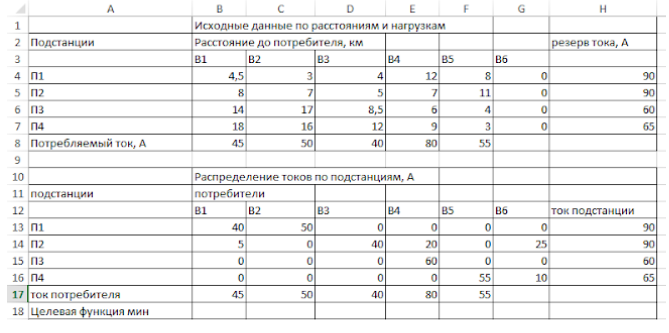 A B C D E F G H
1 Исходные данные по расстояниям и нагрузкам
2 Подстанции Расстояние до потребителя, км резерв тока, А
3 В1 В2 В3 В4 В5 В6
4 П1 4,5 3 4 12 8 0 90
5 П2 8 7 5 7 11 0 90
6 П3 14 17 8,5 6 4 0 60
7 П4 18 16 12 9 3 0 65
8 Потребляемый ток, А 45 50 40 80 55
9
10 Распределение токов по подстанциям, А
11 подстанции потребители
12 В1 В2 В3 В4 В5 В6 ток подстанции
13 П1 40 50 0 0 0 0 90
14 П2 5 0 40 20 0 25 90
15 П3 0 0 0 60 0 0 60
16 П4 0 0 0 0 55 10 65
17 ток потребителя 45 50 40 80 55
18 Целевая функция мин